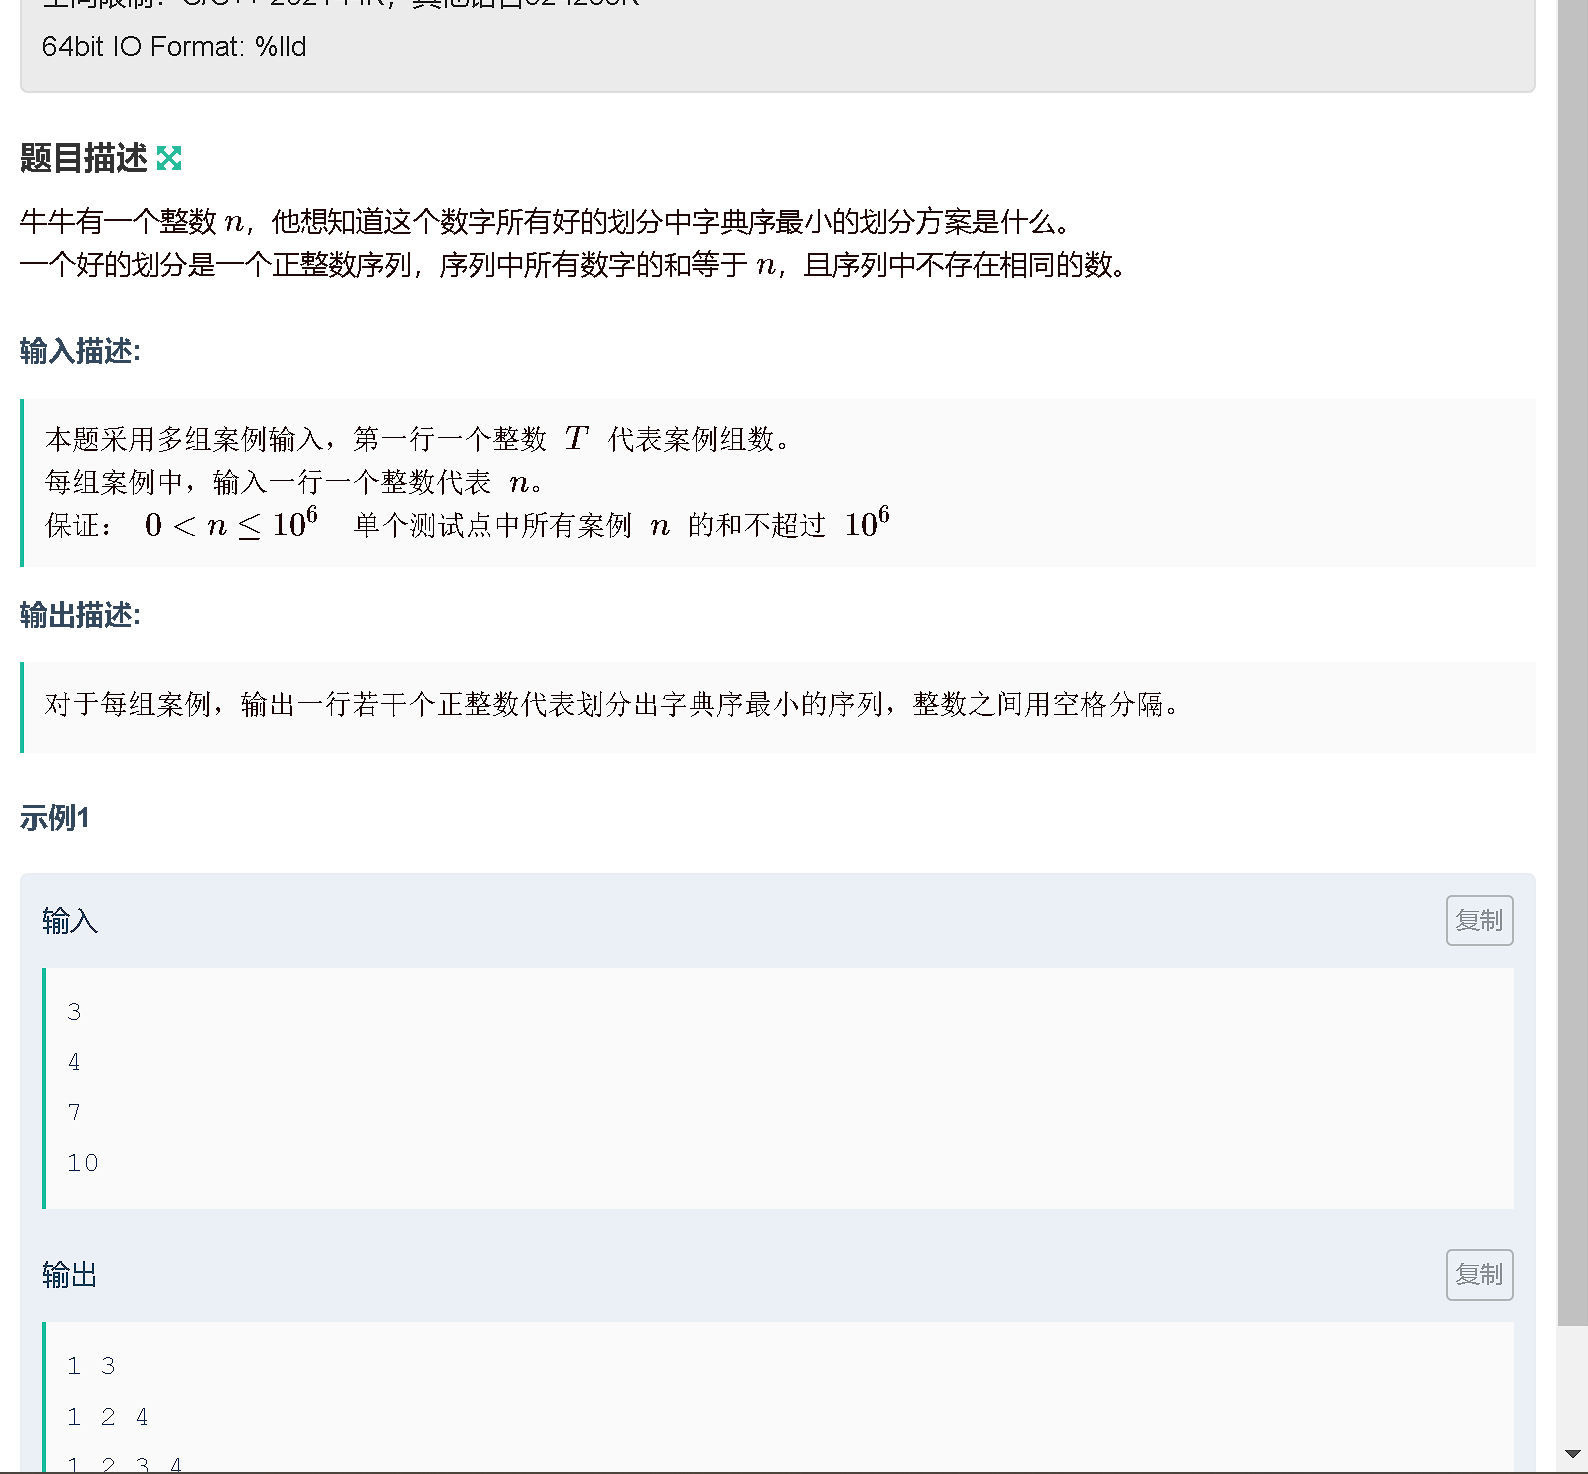 64bit IO Format: %lld
题目描述
牛牛有一个整数 n，他想知道这个数字所有好的划分中字典序最小的划分方案是什么。
一个好的划分是一个正整数序列，序列中所有数字的和等于 n，且序列中不存在相同的数。
输入描述:
本题采用多组案例输入，第一行一个整数 T 代表案例组数。
每组案例中，输入一行一个整数代表 n。
保证： 0 < n ≤ 10^6 单个测试点中所有案例 n 的和不超过 10^6
输出描述:
对于每组案例，输出一行若干个正整数代表划分出字典序最小的序列，整数之间用空格分隔。
示例1
输入
复制
3
4
7
10
输出
复制
1 3
1 2 4
1 2 3 4